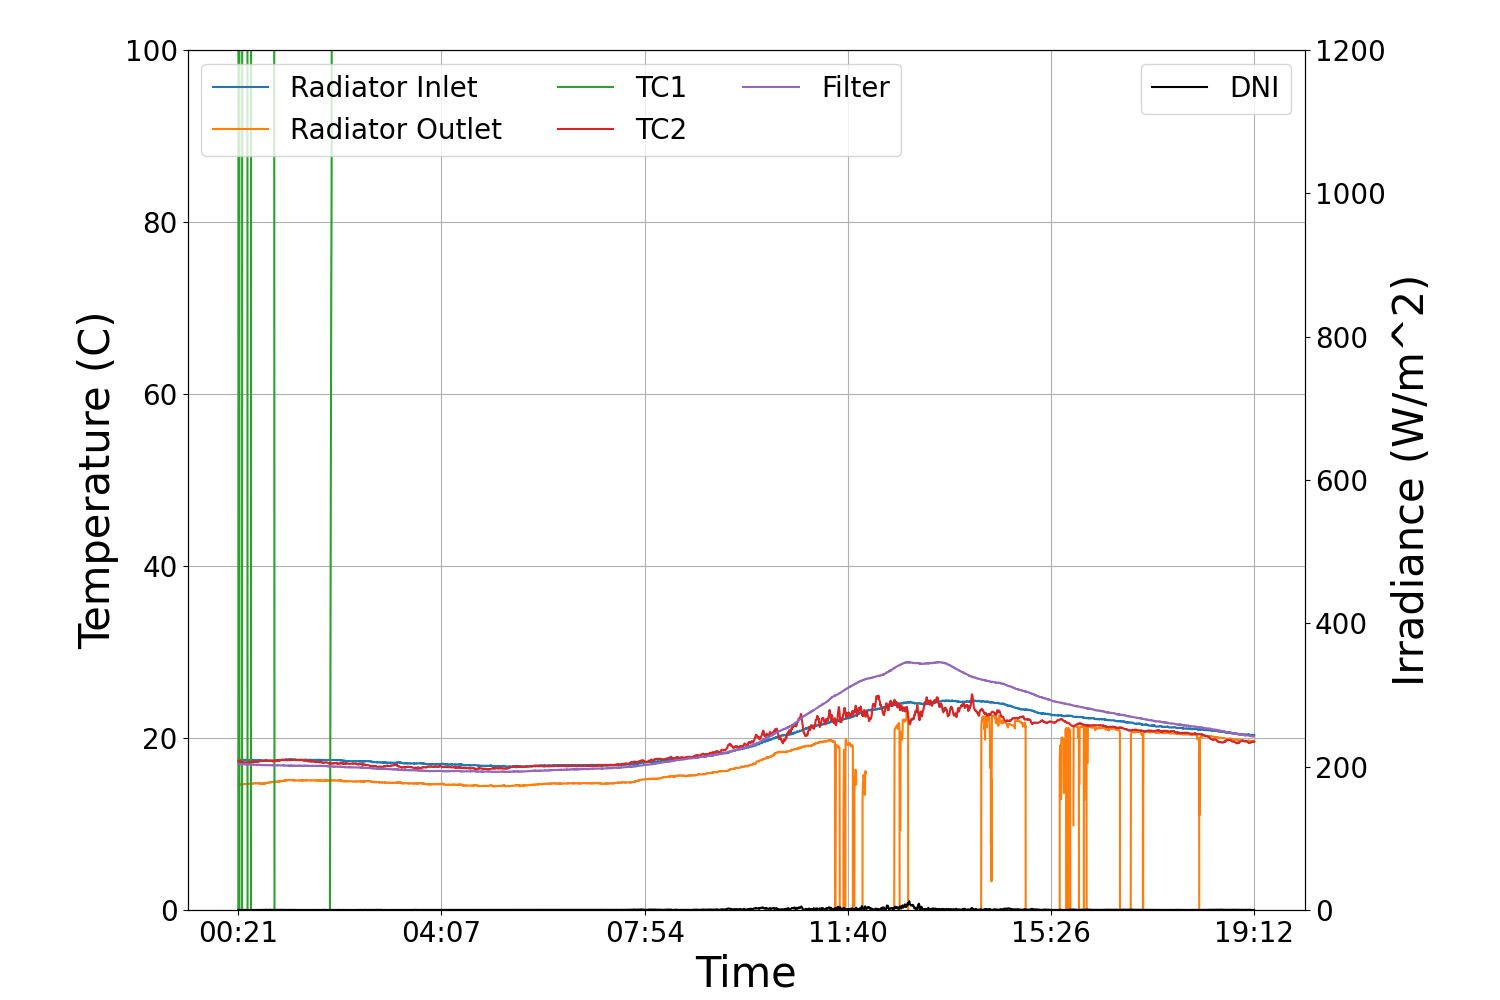 100
80
60
40
20
0
Temperature (C)
Radiator Inlet
Radiator Outlet
TC1
TC2
Filter
DNI
1200
1000
800
600
400
200
0
Irradiance (W/m^2)
00:21 04:07 07:54 11:40 15:26 19:12
Time